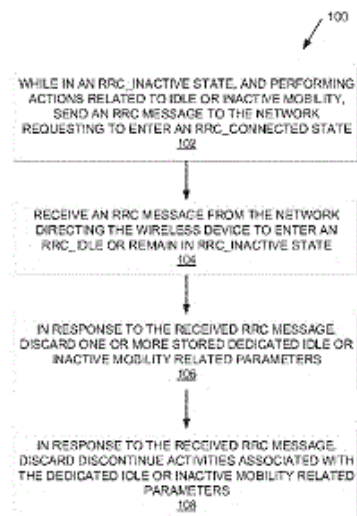 100
WHILE IN AN RRC_INACTIVE STATE, AND PERFORMING
ACTIONS RELATED TO IDLE OR INACTIVE MOBILITY,
SEND AN RRC MESSAGE TO THE NETWORK
REQUESTING TO ENTER AN RRC_CONNECTED STATE
102
RECEIVE AN RRC MESSAGE FROM THE NETWORK
DIRECTING THE WIRELESS DEVICE TO ENTER AN
RRC_IDLE OR REMAIN IN RRC_INACTIVE STATE
104
IN RESPONSE TO THE RECEIVED RRC MESSAGE,
DISCARD ONE OR MORE STORED DEDICATED IDLE OR
INACTIVE MOBILITY RELATED PARAMETERS
106
IN RESPONSE TO THE RECEIVED RRC MESSAGE,
DISCARD DISCONTINUE ACTIVITIES ASSOCIATED WITH
THE DEDICATED IDLE OR INACTIVE MOBILITY RELATED
PARAMETERS
108